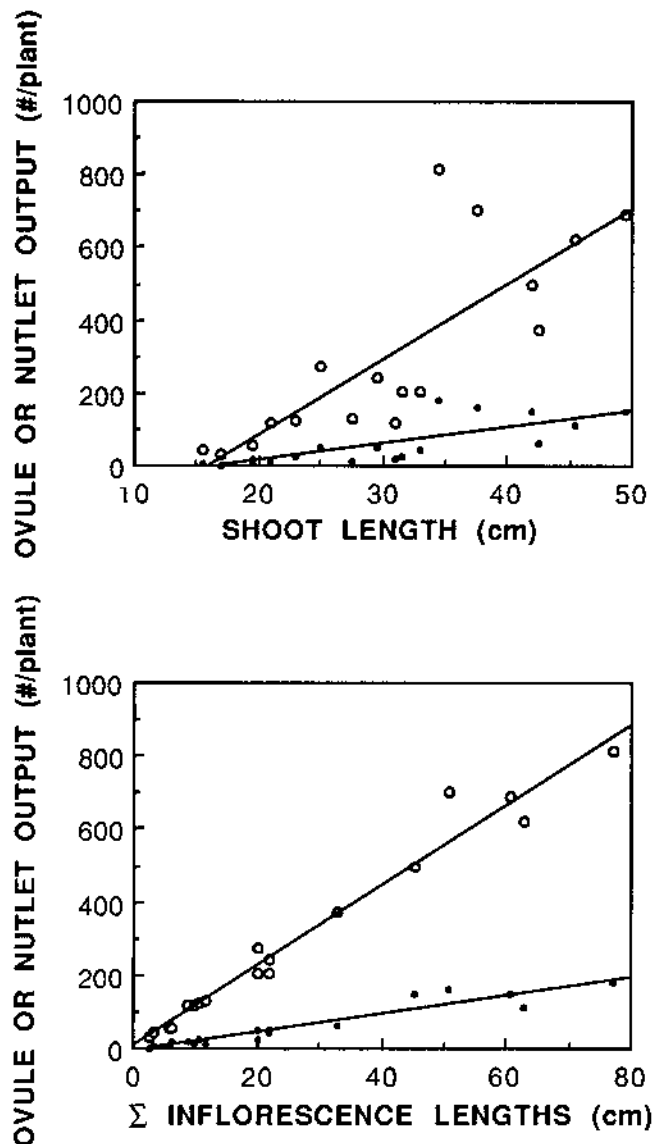 OVULE OR NUTLET OUTPUT (#/plant)
1000
800
600
400
200
0
10 20 30 40 50
SHOOT LENGTH (cm)
OVULE OR NUTLET OUTPUT (#/plant)
1000
800
600
400
200
0
0 20 40 60 80
Σ INFLORESCENCE LENGTHS (cm)